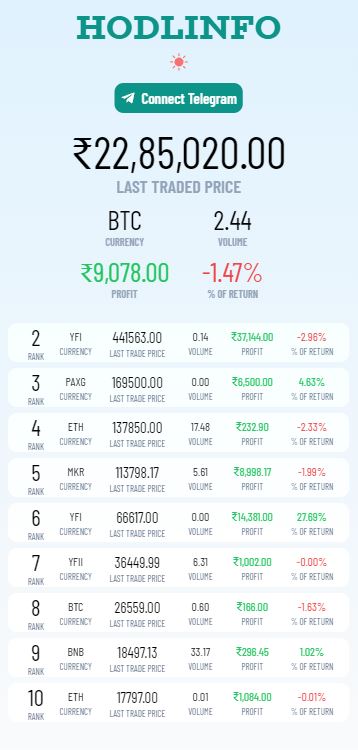 HODLINFO
Connect Telegram
₹22,85,020.00
LAST TRADED PRICE
BTC 2.44
CURRENCY VOLUME
₹9,078.00 -1.47%
PROFIT % OF RETURN
2 YFI 441563.00 0.14 ₹37,144.00 -2.96%
RANK CURRENCY LAST TRADE PRICE VOLUME PROFIT % OF RETURN
3 PAXG 169500.00 0.00 ₹6,500.00 4.63%
RANK CURRENCY LAST TRADE PRICE VOLUME PROFIT % OF RETURN
4 ETH 137850.00 17.48 ₹232.90 -2.33%
RANK CURRENCY LAST TRADE PRICE VOLUME PROFIT % OF RETURN
5 MKR 113798.17 5.61 ₹8,998.17 -1.99%
RANK CURRENCY LAST TRADE PRICE VOLUME PROFIT % OF RETURN
6 YFI 66617.00 0.00 ₹14,381.00 27.69%
RANK CURRENCY LAST TRADE PRICE VOLUME PROFIT % OF RETURN
7 YFII 36449.99 6.31 ₹1,002.00 -0.00%
RANK CURRENCY LAST TRADE PRICE VOLUME PROFIT % OF RETURN
8 BTC 26559.00 0.60 ₹166.00 -1.63%
RANK CURRENCY LAST TRADE PRICE VOLUME PROFIT % OF RETURN
9 BNB 18497.13 33.17 ₹296.45 1.02%
RANK CURRENCY LAST TRADE PRICE VOLUME PROFIT % OF RETURN
10 ETH 17797.00 0.01 ₹1,084.00 -0.01%
RANK CURRENCY LAST TRADE PRICE VOLUME PROFIT % OF RETURN